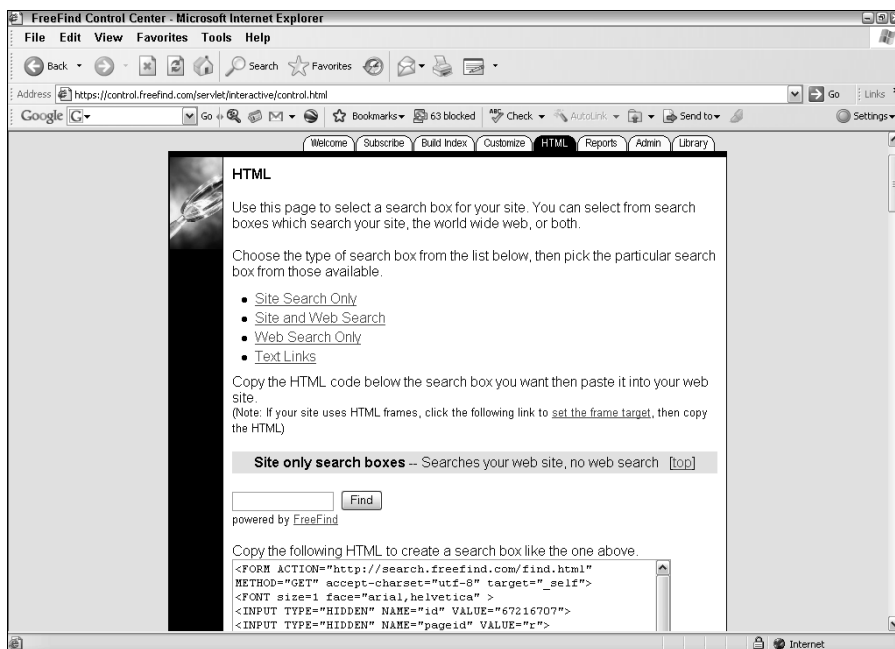 FreeFind Control Center - Microsoft Internet Explorer
File Edit View Favorites Tools Help
Back Search Favorites
Address https://control.freefind.com/servlet/interactive/control.html Go Links
Google G Go Bookmarks 63 blocked ABC Check AutoLink Send to Settings
Welcome Subscribe Build Index Customize HTML Reports Admin Library
HTML
Use this page to select a search box for your site. You can select from search
boxes which search your site, the world wide web, or both.
Choose the type of search box from the list below, then pick the particular search
box from those available.
• Site Search Only
• Site and Web Search
• Web Search Only
• Text Links
Copy the HTML code below the search box you want then paste it into your web
site.
(Note: If your site uses HTML frames, click the following link to set the frame target, then copy
the HTML)
Site only search boxes -- Searches your web site, no web search [top]
Find
powered by FreeFind
Copy the following HTML to create a search box like the one above.
<FORM ACTION="http://search.freefind.com/find.html"
METHOD="GET" accept-charset="utf-8" target="_self">
<FONT size=1 face="arial,helvetica" >
<INPUT TYPE="HIDDEN" NAME="id" VALUE="67216707">
<INPUT TYPE="HIDDEN" NAME="pageid" VALUE="r">
Internet